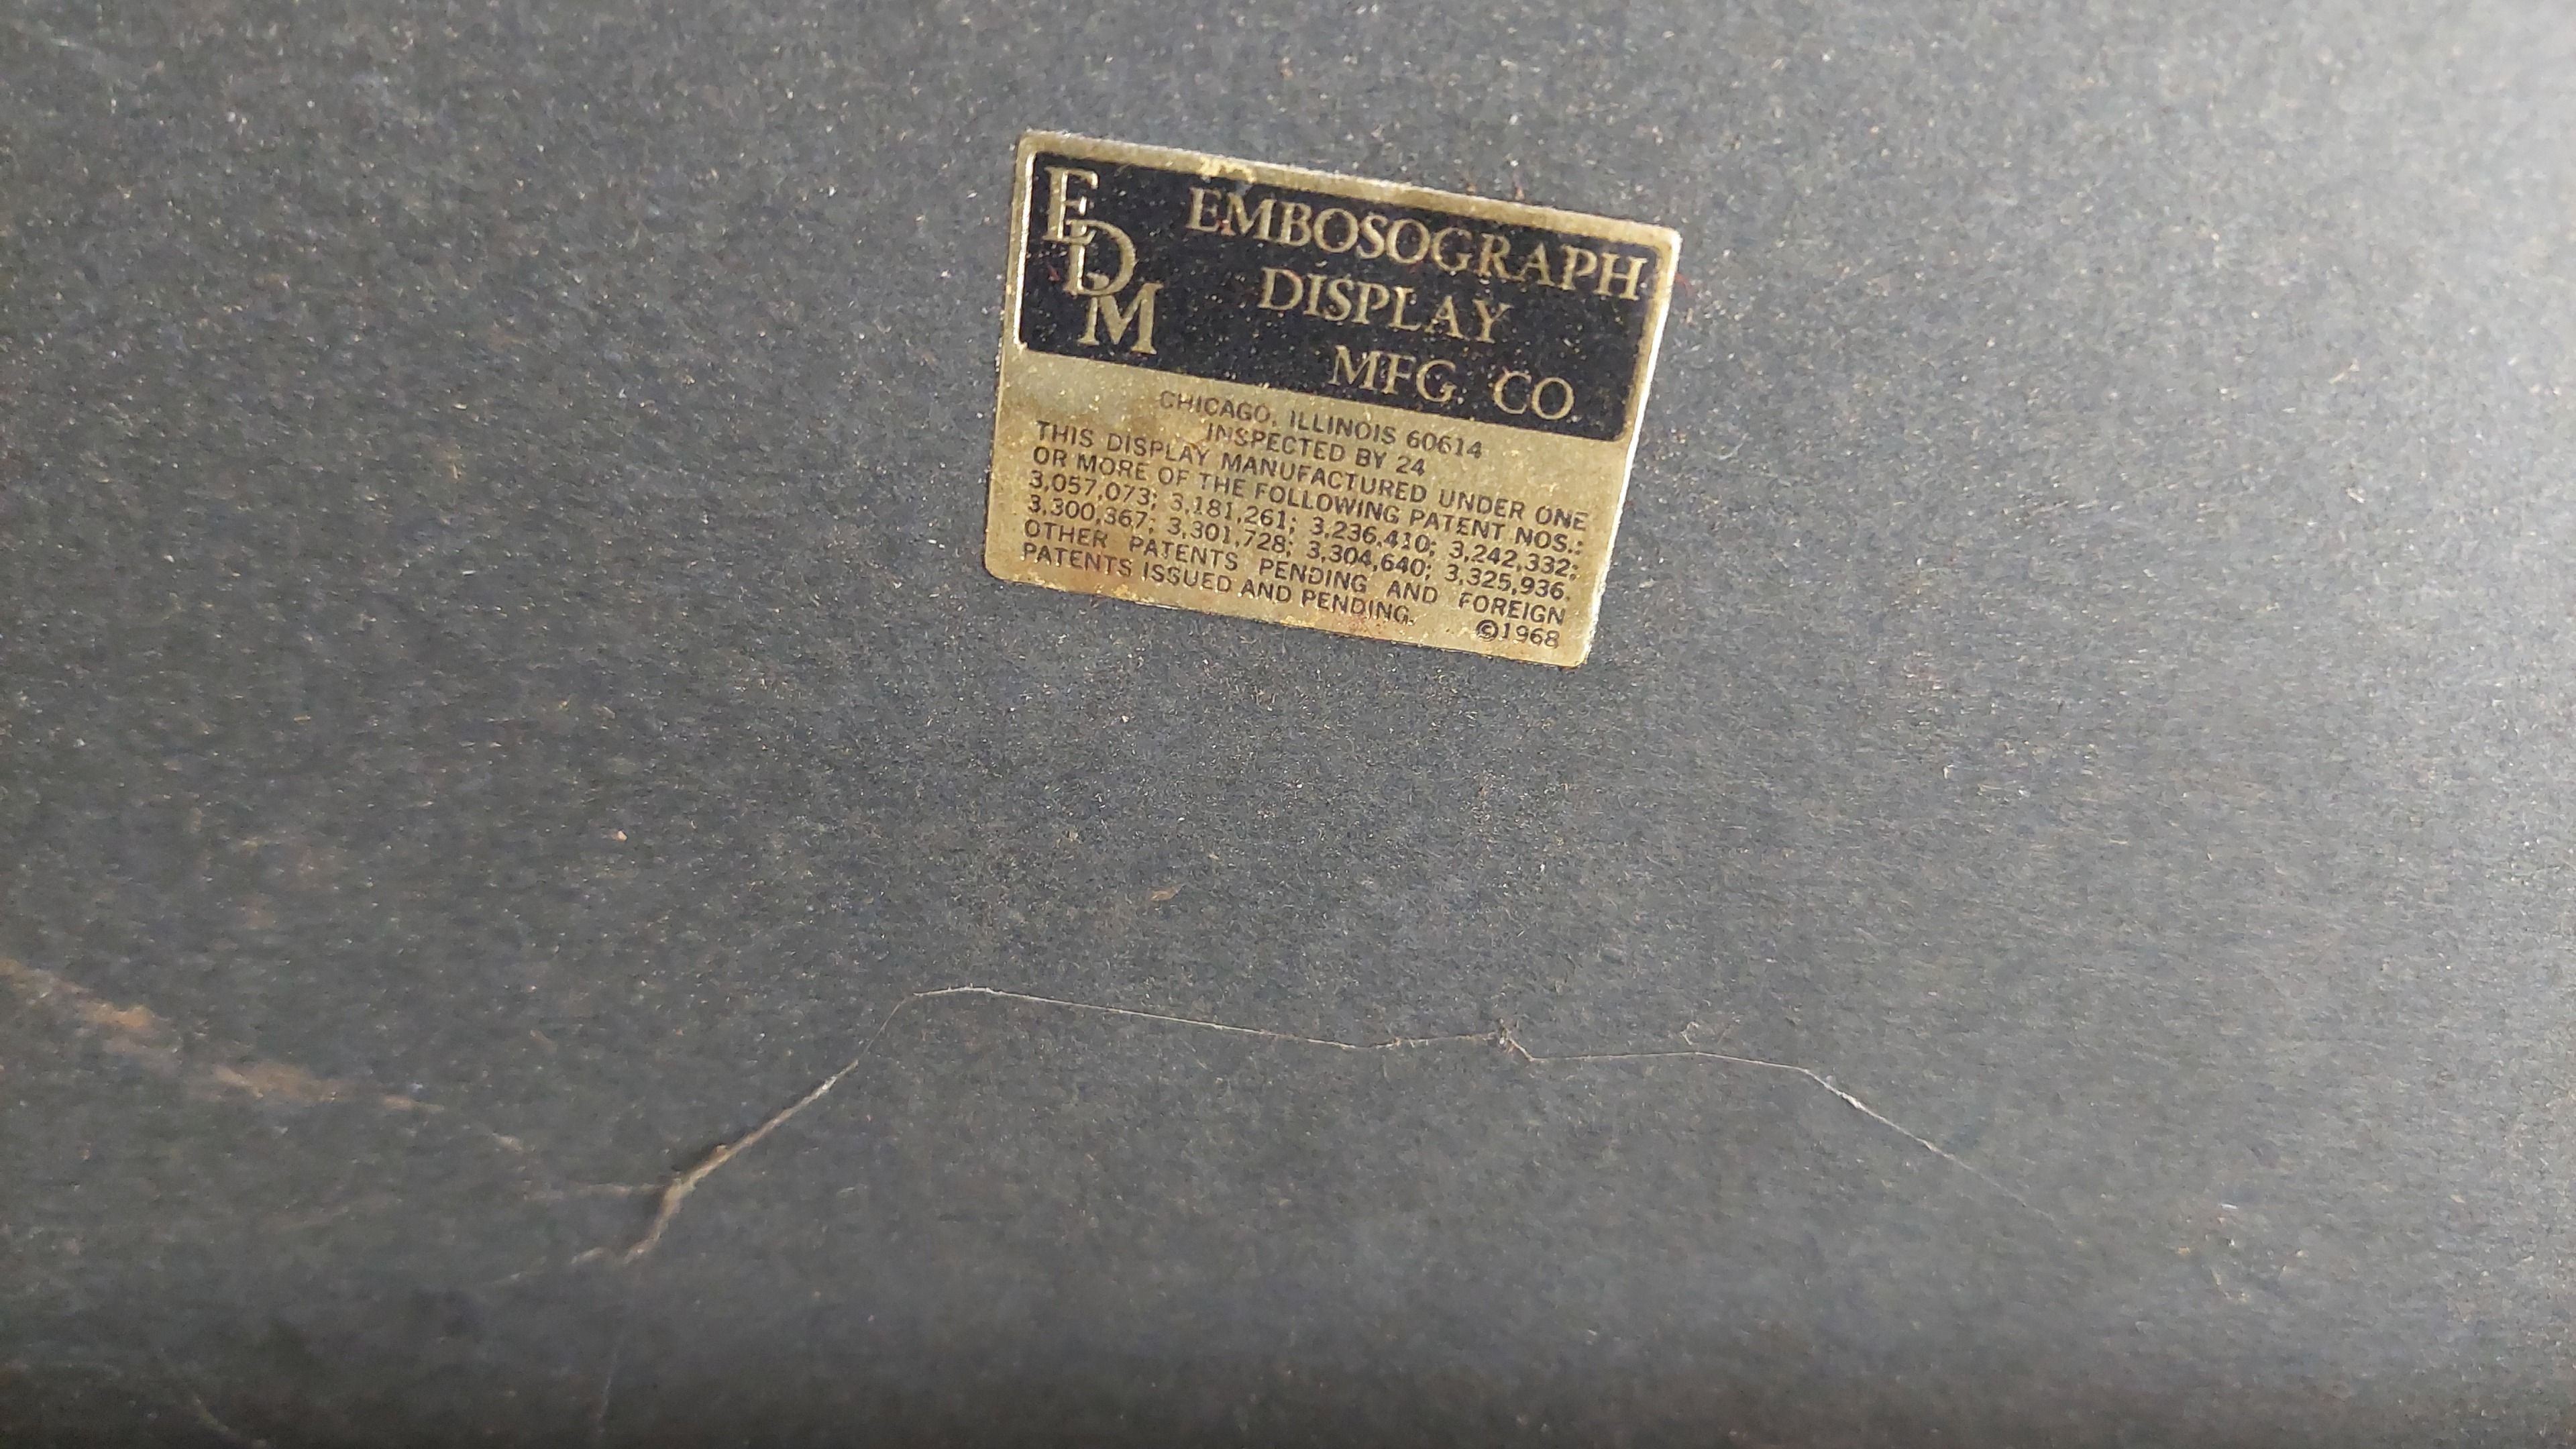 EDM
EMBOSOGRAPH
DISPLAY
MFG. CO.
CHICAGO, ILLINOIS 60614
INSPECTED BY 24
THIS DISPLAY MANUFACTURED UNDER ONE
OR MORE OF THE FOLLOWING PATENT NOS.:
3,057,073; 3,181,261; 3,236,410; 3,242,332;
3,300,367; 3,301,728; 3,304,640; 3,325,936.
OTHER PATENTS PENDING AND FOREIGN
PATENTS ISSUED AND PENDING. ©1968